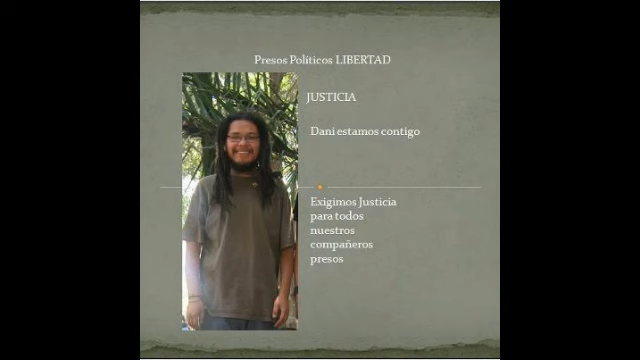 Presos Políticos LIBERTAD
JUSTICIA
Dani estamos contigo
Exigimos Justicia
para todos
nuestros
compañeros
presos